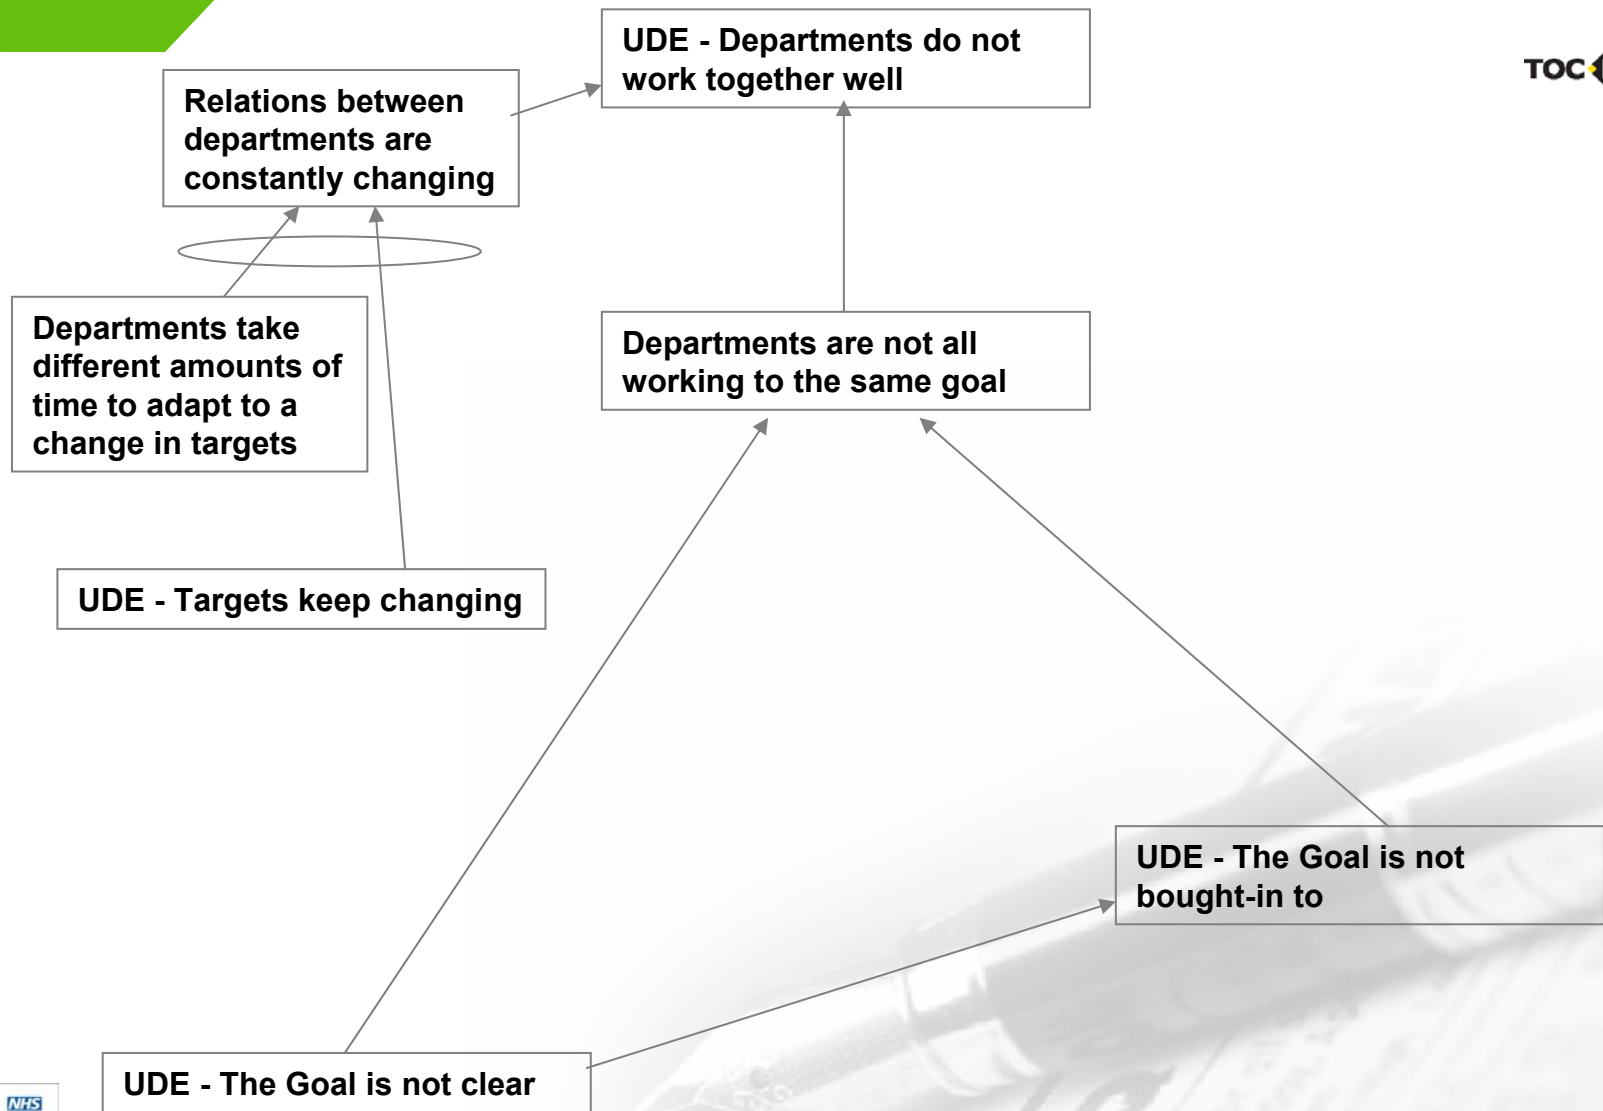 UDE - Departments do not
work together well
TOC
Relations between
departments are
constantly changing
Departments take
different amounts of
time to adapt to a
change in targets
Departments are not all
working to the same goal
UDE - Targets keep changing
UDE - The Goal is not
bought-in to
UDE - The Goal is not clear
NHS